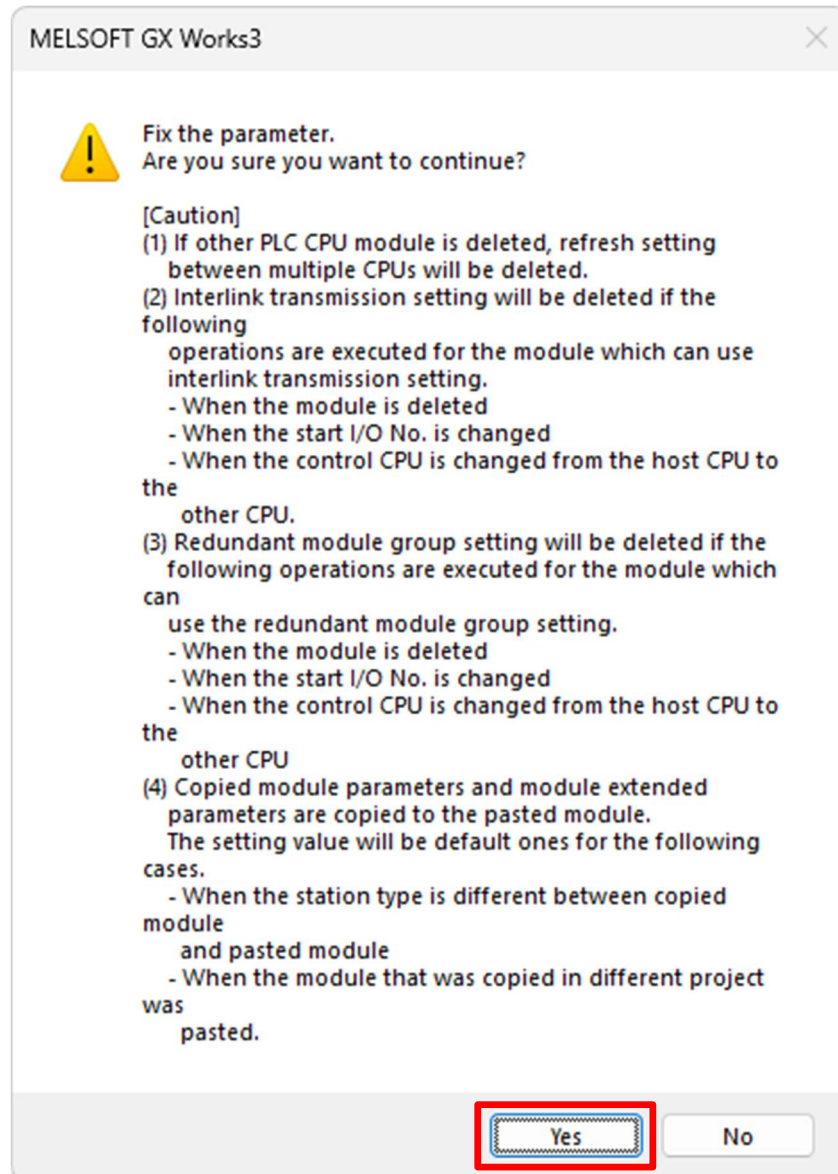 MELSOFT GX Works3
Fix the parameter.
Are you sure you want to continue?
[Caution]
(1) If other PLC CPU module is deleted, refresh setting
between multiple CPUs will be deleted.
(2) Interlink transmission setting will be deleted if the
following
operations are executed for the module which can use
interlink transmission setting.
- When the module is deleted
- When the start I/O No. is changed
- When the control CPU is changed from the host CPU to
the
other CPU.
(3) Redundant module group setting will be deleted if the
following operations are executed for the module which
can
use the redundant module group setting.
- When the module is deleted
- When the start I/O No. is changed
- When the control CPU is changed from the host CPU to
the
other CPU
(4) Copied module parameters and module extended
parameters are copied to the pasted module.
The setting value will be default ones for the following
cases.
- When the station type is different between copied
module
and pasted module
- When the module that was copied in different project
was
pasted.
Yes
No